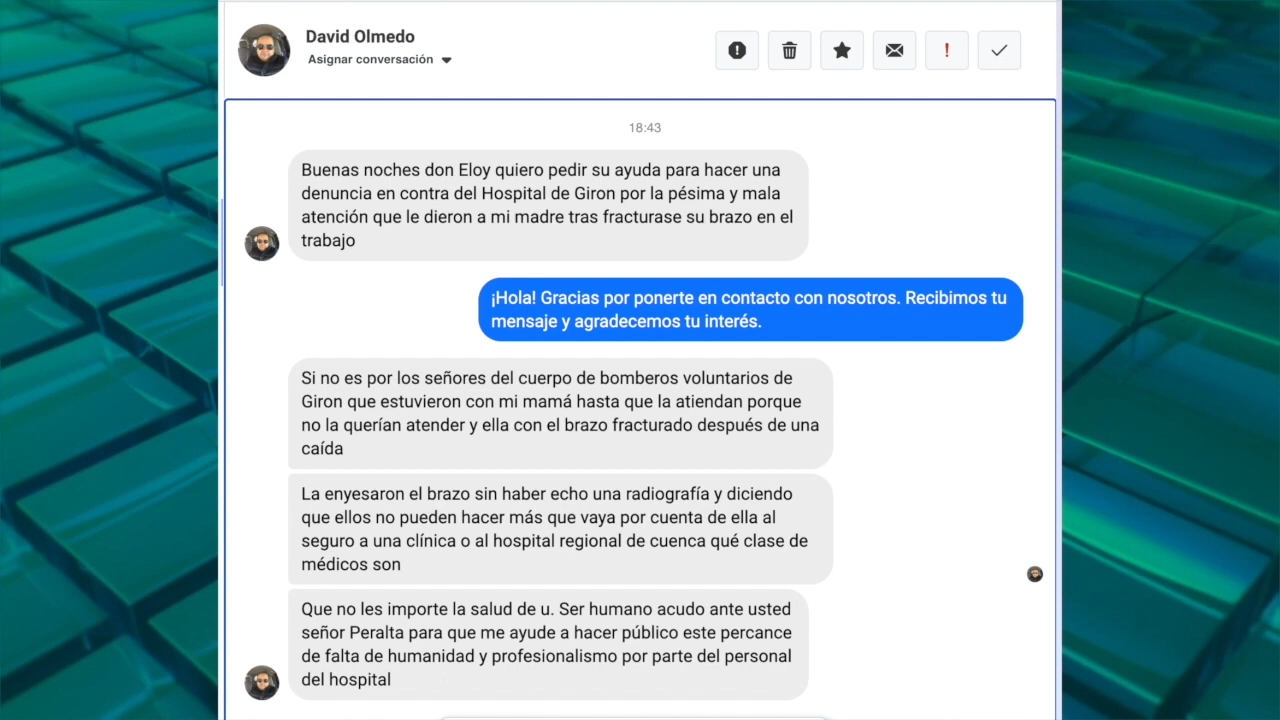 David Olmedo
Asignar conversación
18:43
Buenas noches don Eloy quiero pedir su ayuda para hacer una
denuncia en contra del Hospital de Giron por la pésima y mala
atención que le dieron a mi madre tras fracturase su brazo en el
trabajo
¡Hola! Gracias por ponerte en contacto con nosotros. Recibimos tu
mensaje y agradecemos tu interés.
Si no es por los señores del cuerpo de bomberos voluntarios de
Giron que estuvieron con mi mamá hasta que la atiendan porque
no la querían atender y ella con el brazo fracturado después de una
caída
La enyesaron el brazo sin haber echo una radiografía y diciendo
que ellos no pueden hacer más que vaya por cuenta de ella al
seguro a una clínica o al hospital regional de cuenca qué clase de
médicos son
Que no les importe la salud de u. Ser humano acudo ante usted
señor Peralta para que me ayude a hacer público este percance
de falta de humanidad y profesionalismo por parte del personal
del hospital